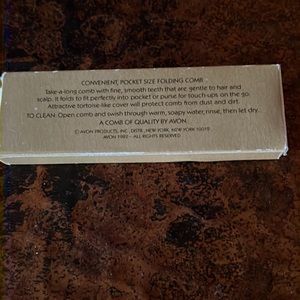 CONVENIENT, POCKET SIZE FOLDING COMB
Take-a-long comb with fine, smooth teeth that are gentle to hair and
scalp. It folds to fit perfectly into pocket or purse for touch-ups on the go.
Attractive tortoise-like cover will protect comb from dust and dirt.
TO CLEAN: Open comb and swish through warm, soapy water, rinse, then let dry.
A COMB OF QUALITY BY AVON
© AVON PRODUCTS, INC., DISTR., NEW YORK, NEW YORK 10019
AVON 1982 - ALL RIGHTS RESERVED